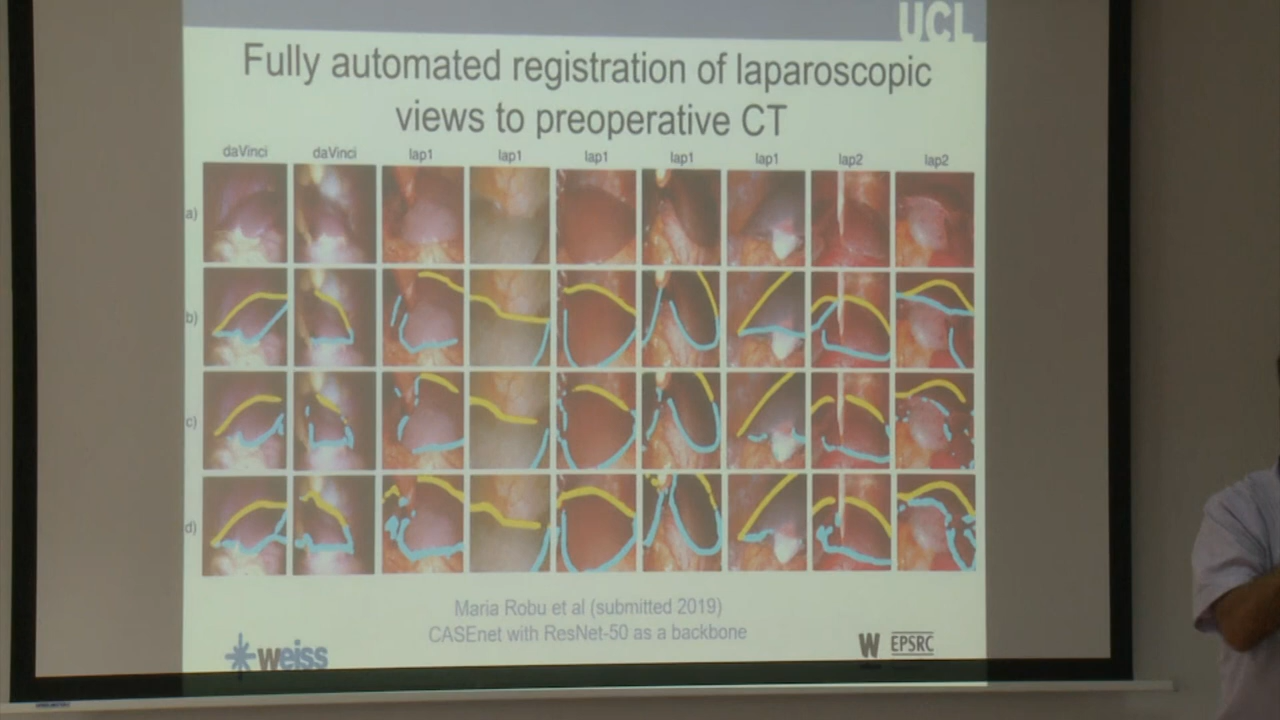 UCL
Fully automated registration of laparoscopic
views to preoperative CT
daVinci daVinci lap1 lap1 lap1 lap1 lap1 lap2 lap2
a)
b)
c)
d)
Maria Robu et al (submitted 2019)
CASEnet with ResNet-50 as a backbone
weiss W EPSRC